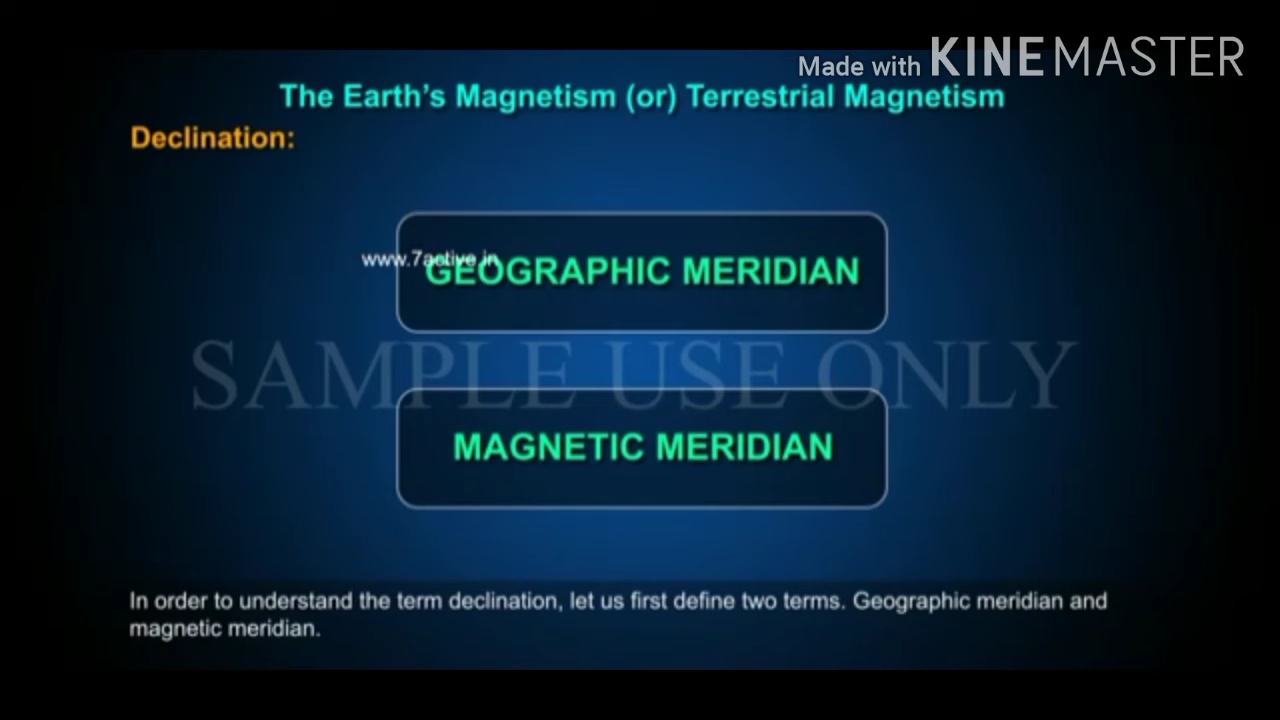 Made with KINEMASTER
The Earth's Magnetism (or) Terrestrial Magnetism
Declination:
www.7active.in
GEOGRAPHIC MERIDIAN
SAMPLE USE ONLY
MAGNETIC MERIDIAN
In order to understand the term declination, let us first define two terms. Geographic meridian and
magnetic meridian.